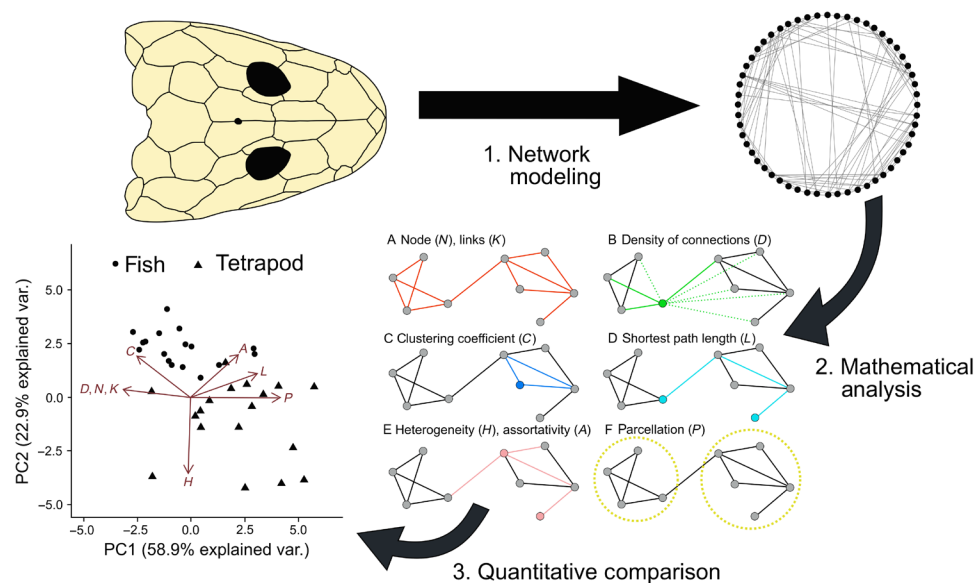 1. Network
modeling
A Node (N), links (K)
B Density of connections (D)
C Clustering coefficient (C)
D Shortest path length (L)
E Heterogeneity (H), assortativity (A)
F Parcellation (P)
2. Mathematical
analysis
Fish
Tetrapod
PC2 (22.9% explained var.)
5.0
2.5
0.0
-2.5
-5.0
C
A
L
D, N, K
P
H
-5.0
-2.5
0.0
2.5
5.0
PC1 (58.9% explained var.)
3. Quantitative comparison